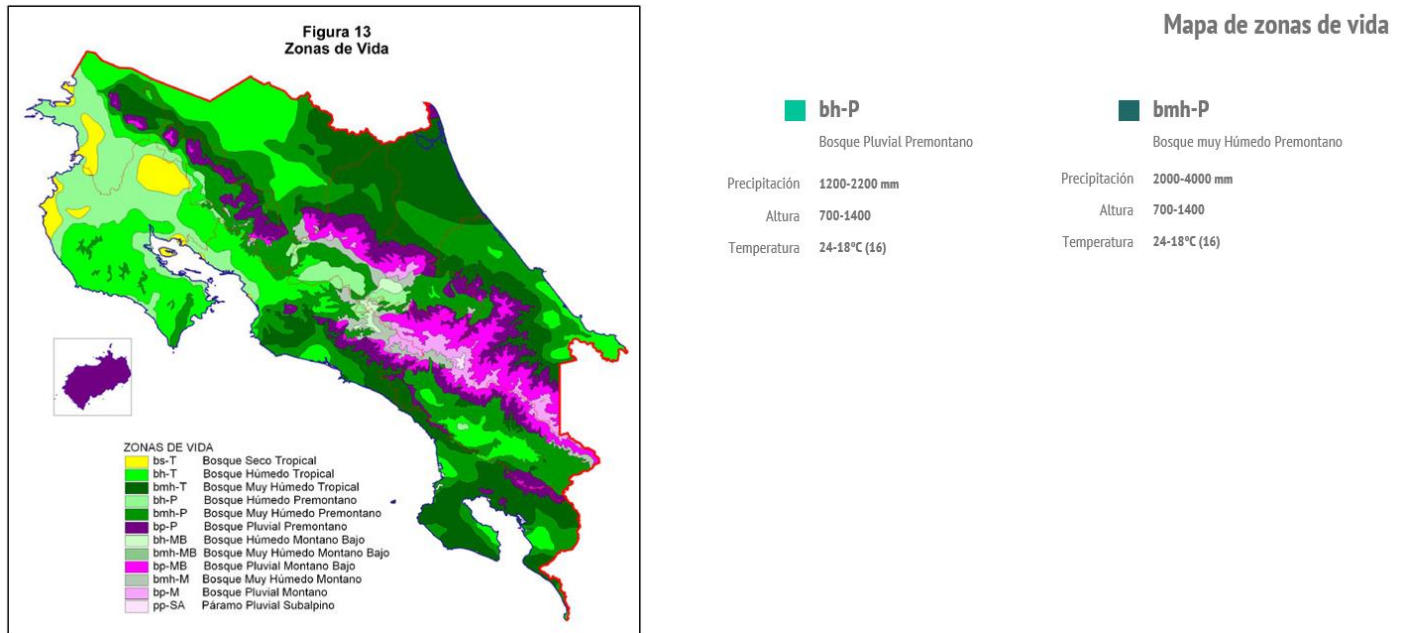 Figura 13
Zonas de Vida
ZONAS DE VIDA
bs-T Bosque Seco Tropical
bh-T Bosque Húmedo Tropical
bmh-T Bosque Muy Húmedo Tropical
bh-P Bosque Húmedo Premontano
bmh-P Bosque Muy Húmedo Premontano
bp-P Bosque Pluvial Premontano
bh-MB Bosque Húmedo Montano Bajo
bmh-MB Bosque Muy Húmedo Montano Bajo
bp-MB Bosque Pluvial Montano Bajo
bmh-M Bosque Muy Húmedo Montano
bp-M Bosque Pluvial Montano
pp-SA Páramo Pluvial Subalpino
Mapa de zonas de vida
bh-P
Bosque Pluvial Premontano
Precipitación 1200-2200 mm
Altura 700-1400
Temperatura 24-18ºC (16)
bmh-P
Bosque muy Húmedo Premontano
Precipitación 2000-4000 mm
Altura 700-1400
Temperatura 24-18ºC (16)